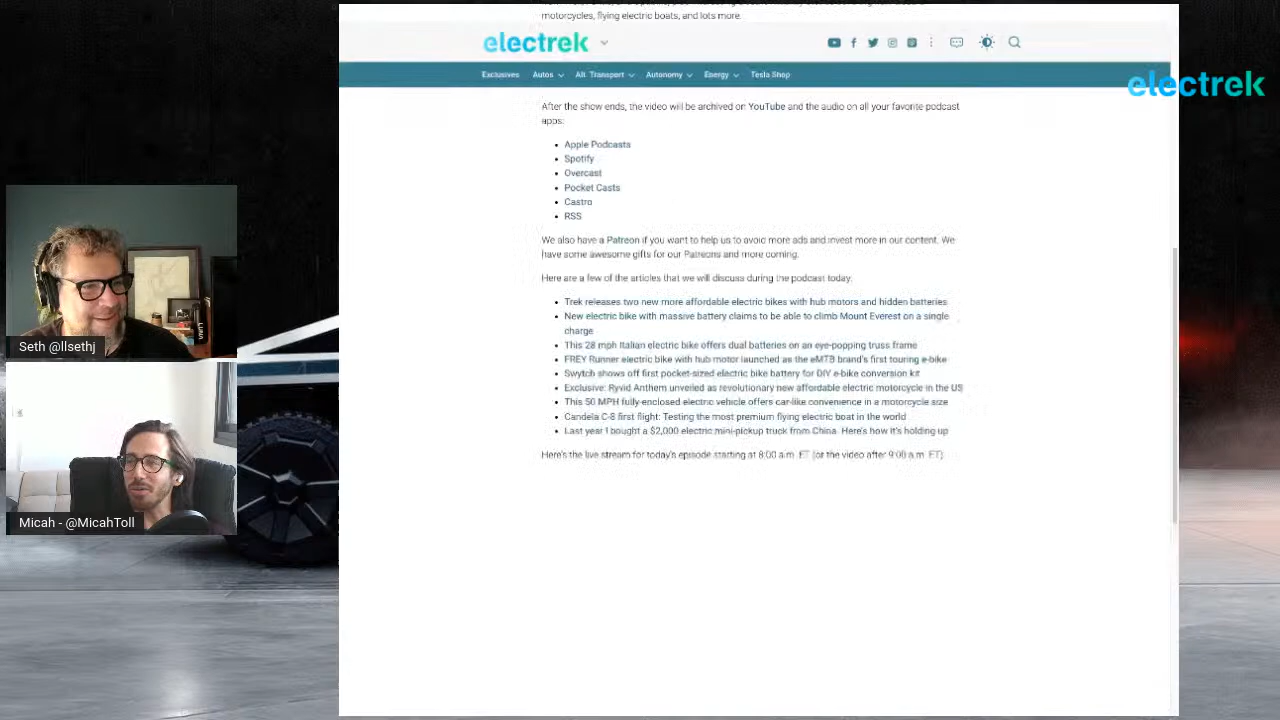 motorcycles, flying electric boats, and lots more.
electrek
Exclusives Autos Alt. Transport Autonomy Energy Tesla Shop
electrek
After the show ends, the video will be archived on YouTube and the audio on all your favorite podcast
apps:
Apple Podcasts
Spotify
Overcast
Pocket Casts
Castro
RSS
We also have a Patreon if you want to help us to avoid more ads and invest more in our content. We
have some awesome gifts for our Patreons and more coming.
Here are a few of the articles that we will discuss during the podcast today:
Trek releases two new more affordable electric bikes with hub motors and hidden batteries
New electric bike with massive battery claims to be able to climb Mount Everest on a single
charge
This 28 mph Italian electric bike offers dual batteries on an eye-popping truss frame
FREY Runner electric bike with hub motor launched as the eMTB brand's first touring e-bike
Swytch shows off first pocket-sized electric bike battery for DIY e-bike conversion kit
Exclusive: Ryvid Anthem unveiled as revolutionary new affordable electric motorcycle in the US
This 50 MPH fully-enclosed electric vehicle offers car-like convenience in a motorcycle size
Candela C-8 first flight: Testing the most premium flying electric boat in the world
Last year I bought a $2,000 electric mini-pickup truck from China. Here's how it's holding up
Here's the live stream for today's episode starting at 8:00 a.m. ET (or the video after 9:00 a.m. ET):
Seth @llsethj
Micah - @MicahToll